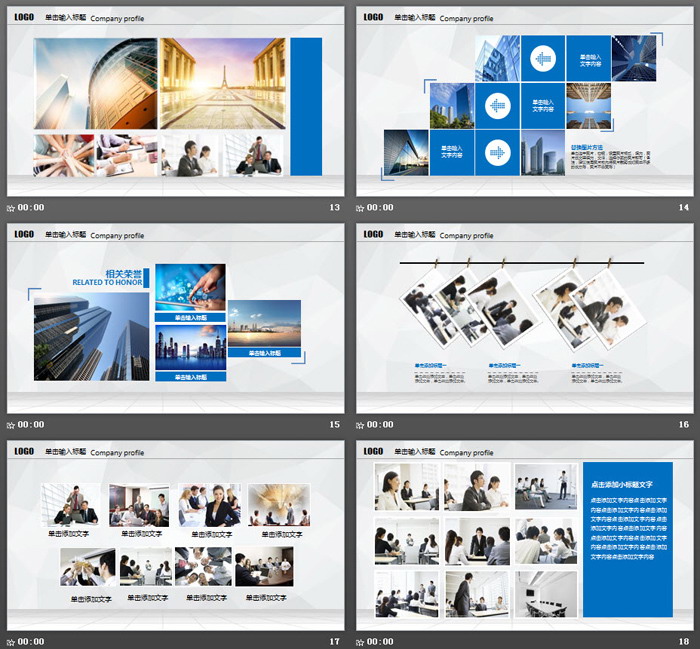 LOGO 单击输入标题 Company profile
00:00 13
LOGO 单击输入标题 Company profile
单击输入
文字内容
单击输入
文字内容
单击输入
文字内容
替换图片方法
00:00 14
LOGO 单击输入标题 Company profile
相关荣誉
RELATED TO HONOR
单击输入标题
单击输入标题
单击输入标题
00:00 15
LOGO 单击输入标题 Company profile
单击添加标题一
单击添加标题一
单击添加标题一
00:00 16
LOGO 单击输入标题 Company profile
单击添加文字
单击添加文字
单击添加文字
单击添加文字
单击添加文字
单击添加文字
单击添加文字
单击添加文字
00:00 17
LOGO 单击输入标题 Company profile
点击添加小标题文字
点击添加文字内容点击添加文字
内容点击添加文字内容点击添加
文字内容点击添加文字内容点击
添加文字内容点击添加文字内容
点击添加文字内容点击添加文字
内容点击添加文字内容点击添加
文字内容点击添加文字内容
00:00 18